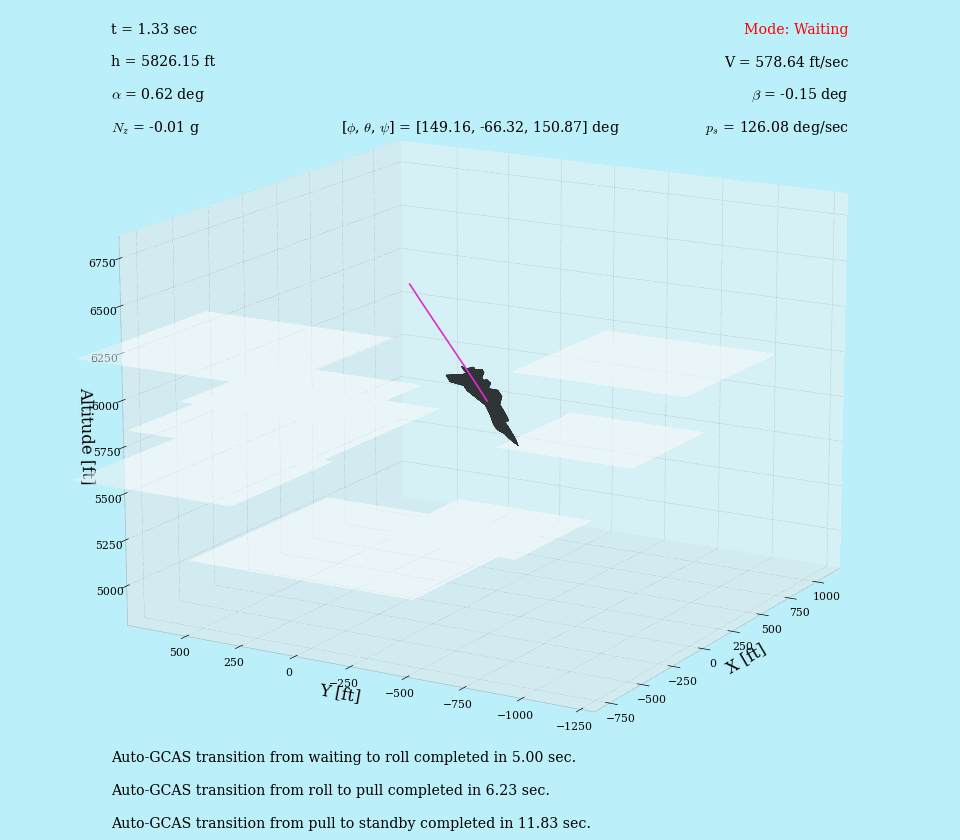 t = 1.33 sec
Mode: Waiting
h = 5826.15 ft
V = 578.64 ft/sec
α = 0.62 deg
β = -0.15 deg
N_z = -0.01 g
[ϕ, θ, ψ] = [149.16, -66.32, 150.87] deg
p_s = 126.08 deg/sec
6750
6500
6250
6000
5750
5500
5250
5000
Altitude [ft]
500
250
0
−250
−500
−750
−1000
−1250
Y [ft]
1000
750
500
250
0
−250
−500
−750
X [ft]
Auto-GCAS transition from waiting to roll completed in 5.00 sec.
Auto-GCAS transition from roll to pull completed in 6.23 sec.
Auto-GCAS transition from pull to standby completed in 11.83 sec.